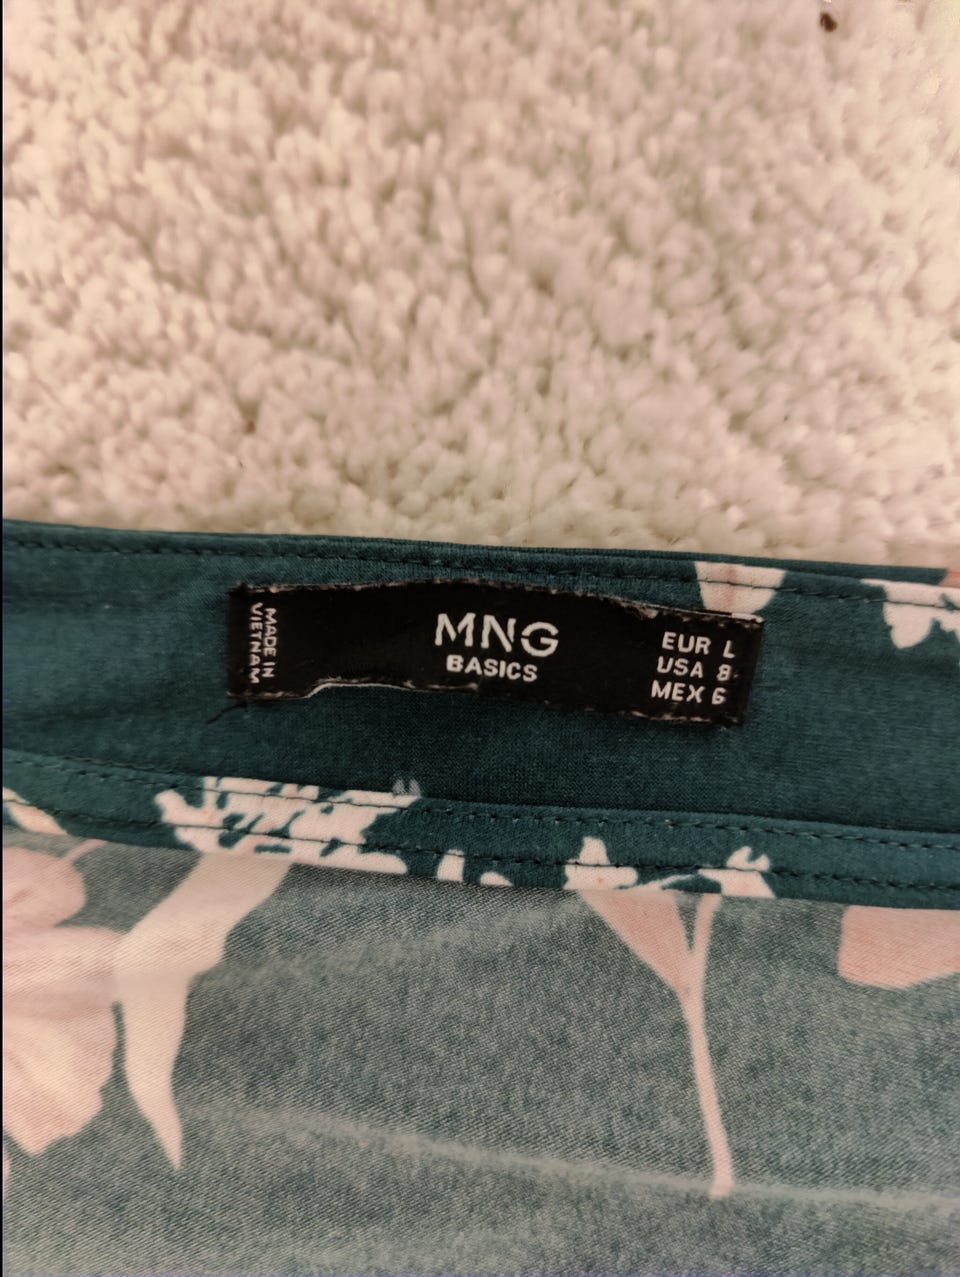 MADE IN
VIETNAM
MNG
BASICS
EUR L
USA 8
MEX 6